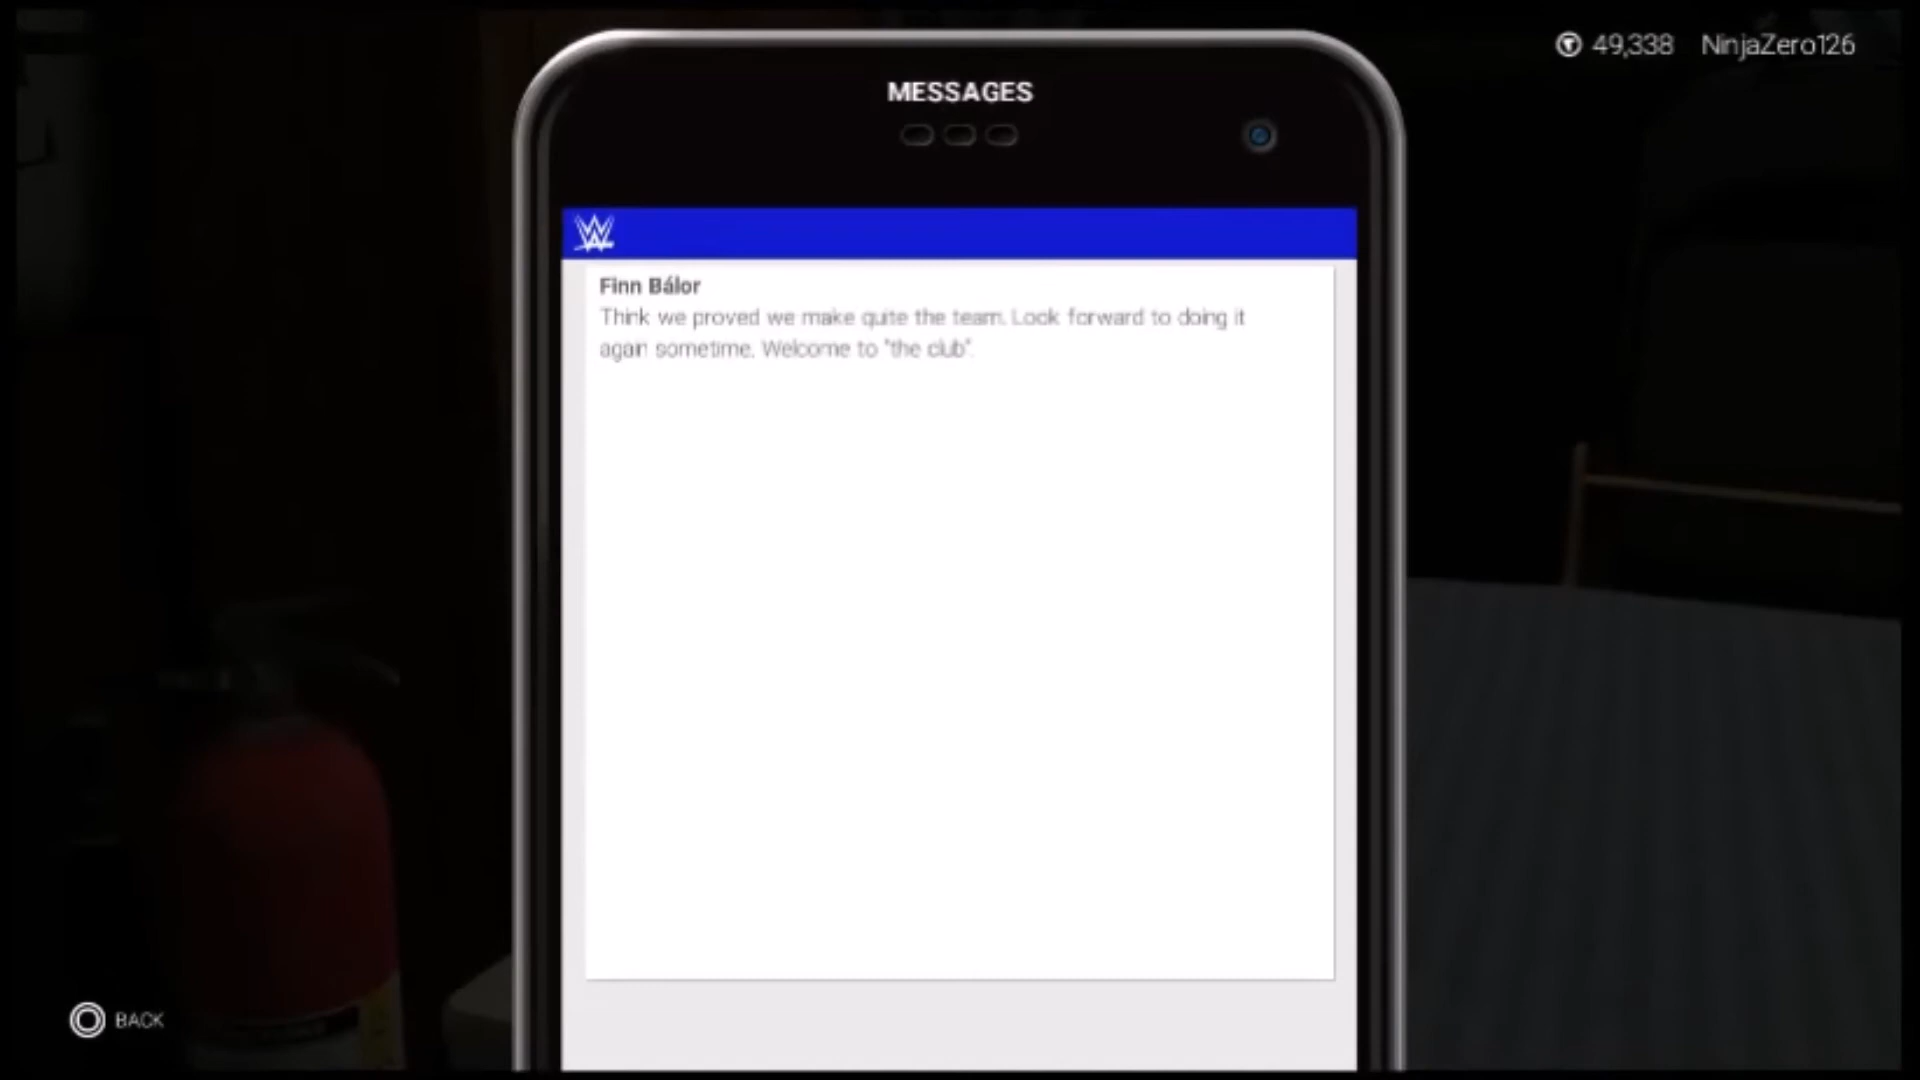 49,338 NinjaZero126
MESSAGES
Finn Bálor
Think we proved we make quite the team. Look forward to doing it
again sometime. Welcome to "the club".
BACK